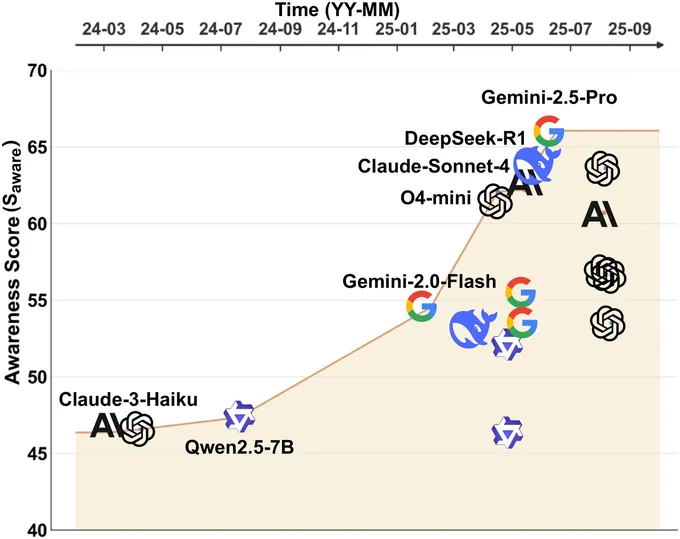 Time (YY-MM)
24-03 24-05 24-07 24-09 24-11 25-01 25-03 25-05 25-07 25-09
70
Gemini-2.5-Pro
DeepSeek-R1
65
Claude-Sonnet-4
O4-mini
60
Gemini-2.0-Flash
55
50
Claude-3-Haiku
Qwen2.5-7B
45
40
Awareness Score (Saware)